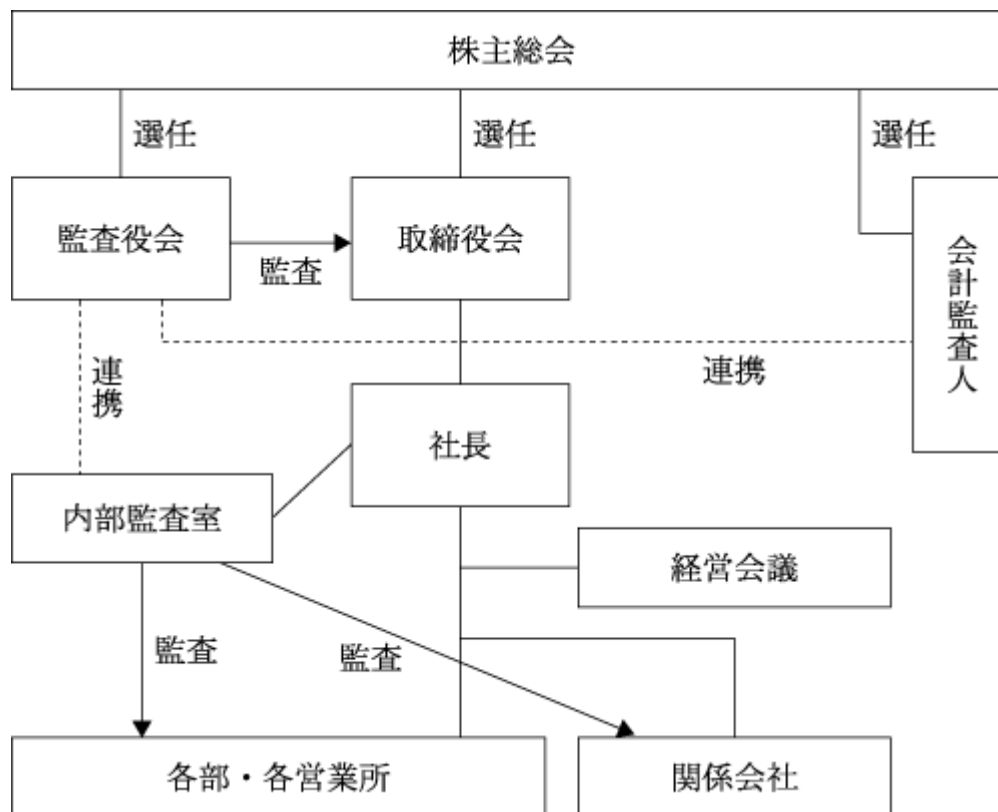 株主総会
選任
選任
選任
監査役会
監査
取締役会
会計監査人
連携
連携
社長
内部監査室
経営会議
監査
監査
各部・各営業所
関係会社